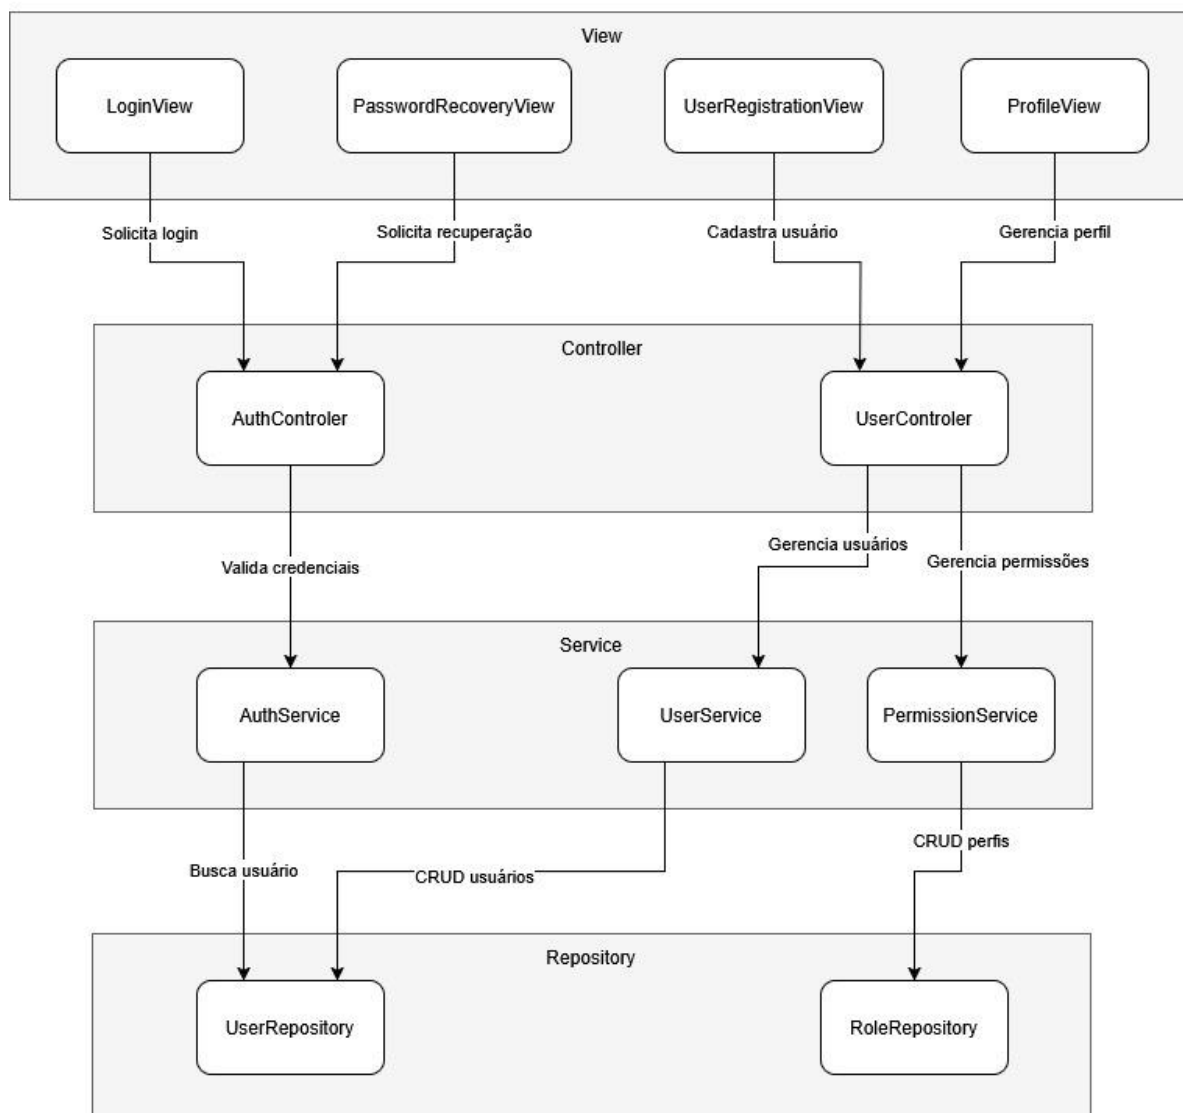 View
LoginView
PasswordRecoveryView
UserRegistrationView
ProfileView
Solicita login
Solicita recuperação
Cadastra usuário
Gerencia perfil
Controller
AuthControler
UserControler
Gerencia usuários
Valida credenciais
Gerencia permissões
Service
AuthService
UserService
PermissionService
CRUD perfis
Busca usuário
CRUD usuários
Repository
UserRepository
RoleRepository